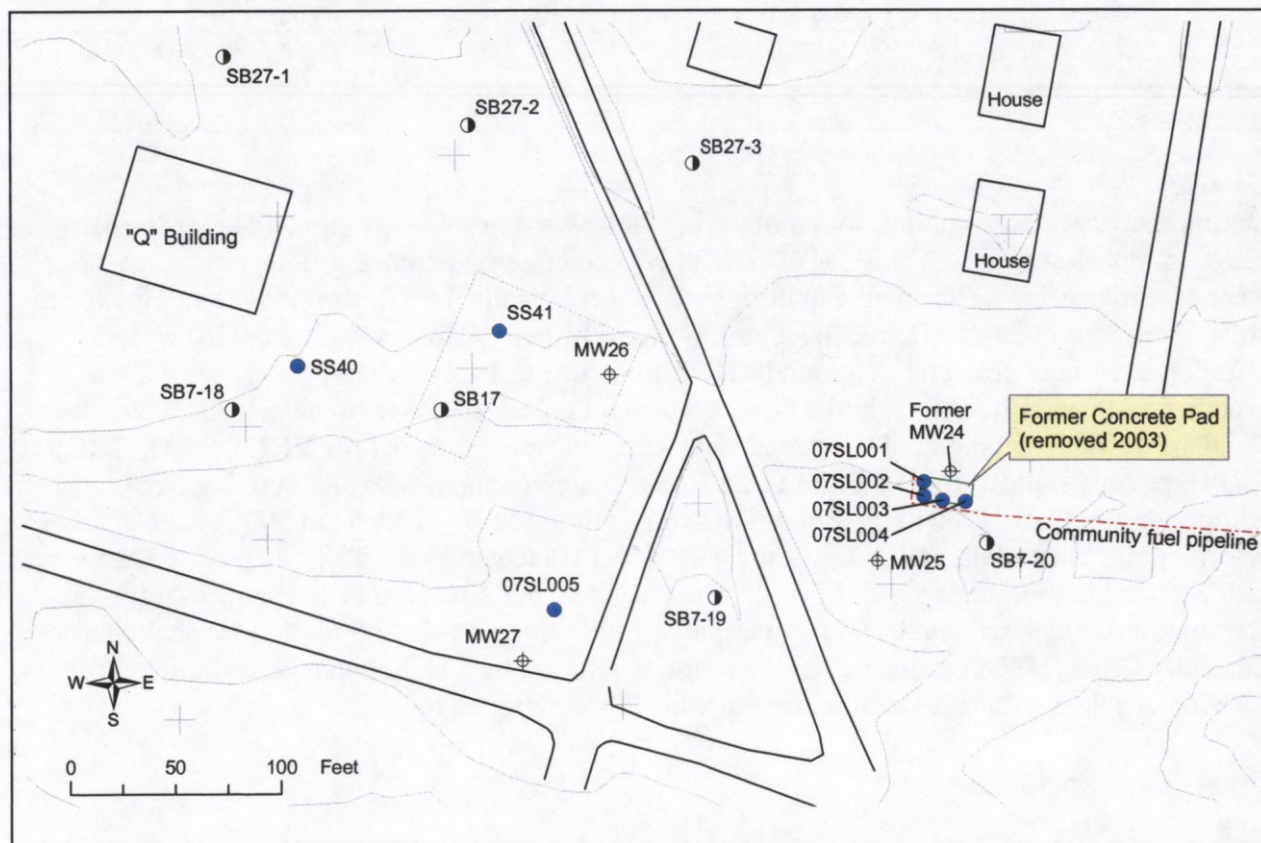 SB27-1
SB27-2
SB27-3
House
"Q" Building
House
SS41
MW26
SS40
SB7-18
SB17
Former
MW24
Former Concrete Pad
(removed 2003)
07SL001
07SL002
07SL003
07SL004
Community fuel pipeline
MW25
SB7-20
07SL005
SB7-19
MW27
N
W E
S
0 50 100 Feet